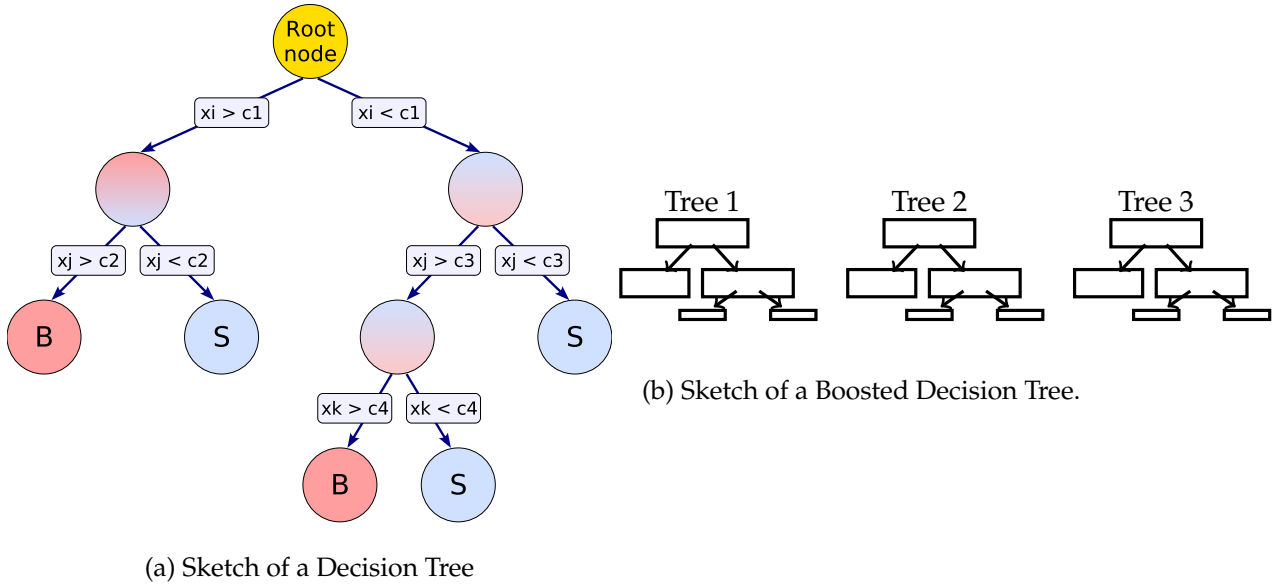 Root
node
xi > c1
xi < c1
xj > c2
xj < c2
xj > c3
xj < c3
B
S
S
xk > c4
xk < c4
B
S
(a) Sketch of a Decision Tree
Tree 1
Tree 2
Tree 3
(b) Sketch of a Boosted Decision Tree.